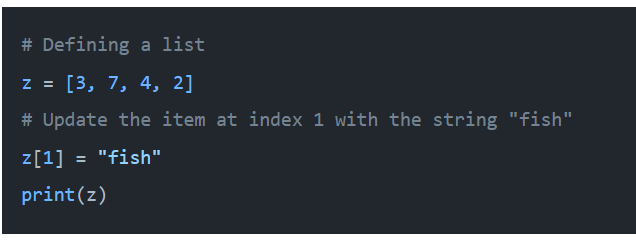 # Defining a list
z = [3, 7, 4, 2]
# Update the item at index 1 with the string "fish"
z[1] = "fish"
print(z)